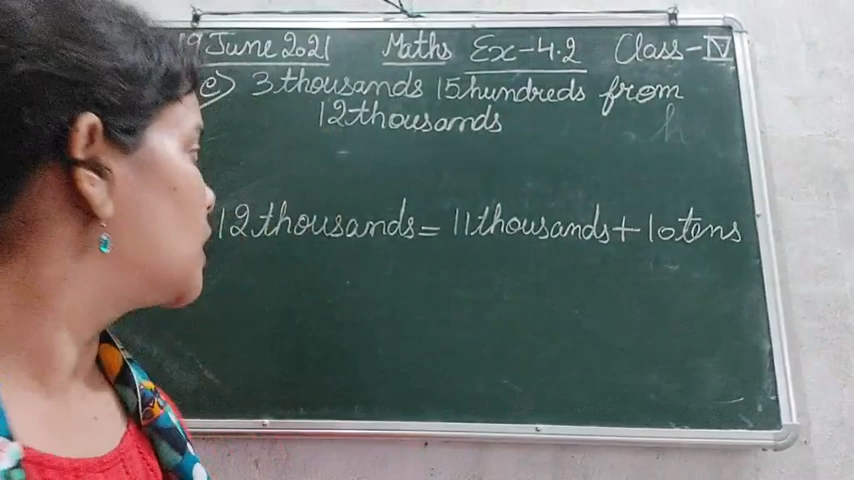 19 June 2021 Maths Ex-4.2 Class-IV
e) 3 thousands 15 hundreds from
12 thousands
12 thousands = 11 thousands + 10 tens